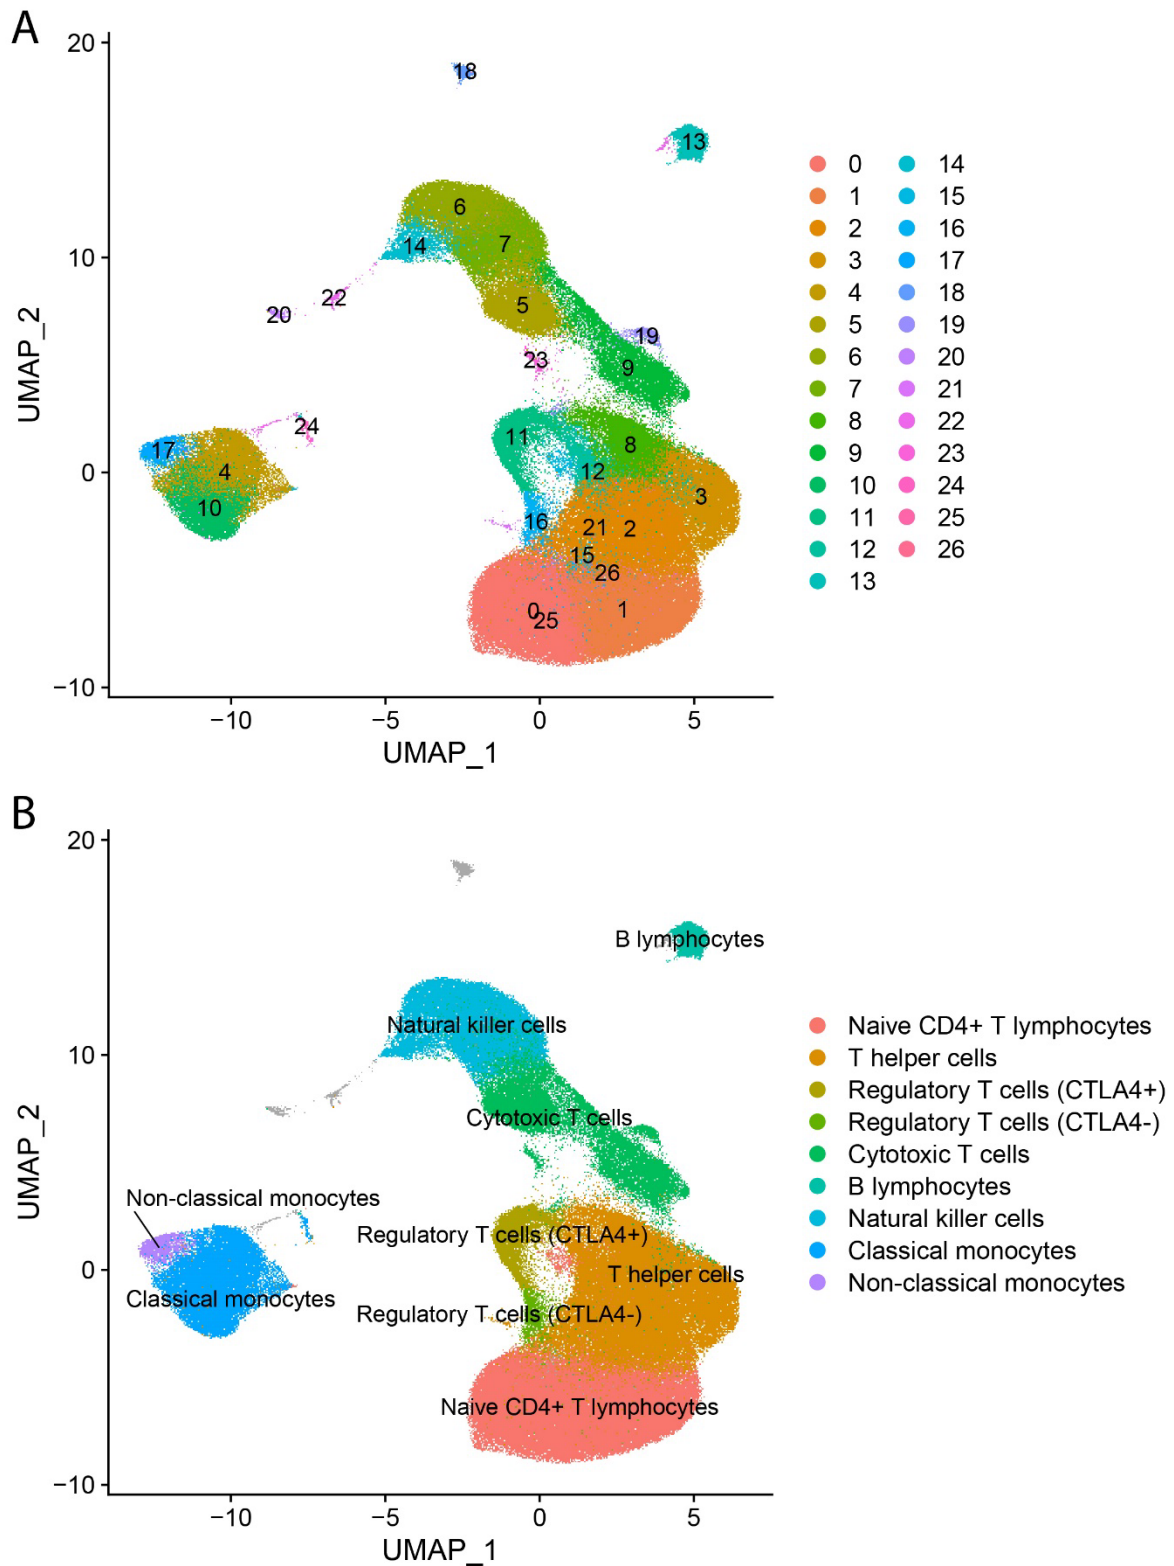 A
20
10
0
−10
UMAP_2
−10
−5
0
5
UMAP_1
18
13
6
7
14
5
22
20
19
23
9
24
17
4
10
11
8
12
3
16
21
2
15
26
0
25
1
0 14
1 15
2 16
3 17
4 18
5 19
6 20
7 21
8 22
9 23
10 24
11 25
12 26
13
B
20
10
0
−10
UMAP_2
−10
−5
0
5
UMAP_1
B lymphocytes
Natural killer cells
Cytotoxic T cells
Non-classical monocytes
Regulatory T cells (CTLA4+)
T helper cells
Classical monocytes
Regulatory T cells (CTLA4-)
Naive CD4+ T lymphocytes
Naive CD4+ T lymphocytes
T helper cells
Regulatory T cells (CTLA4+)
Regulatory T cells (CTLA4-)
Cytotoxic T cells
B lymphocytes
Natural killer cells
Classical monocytes
Non-classical monocytes